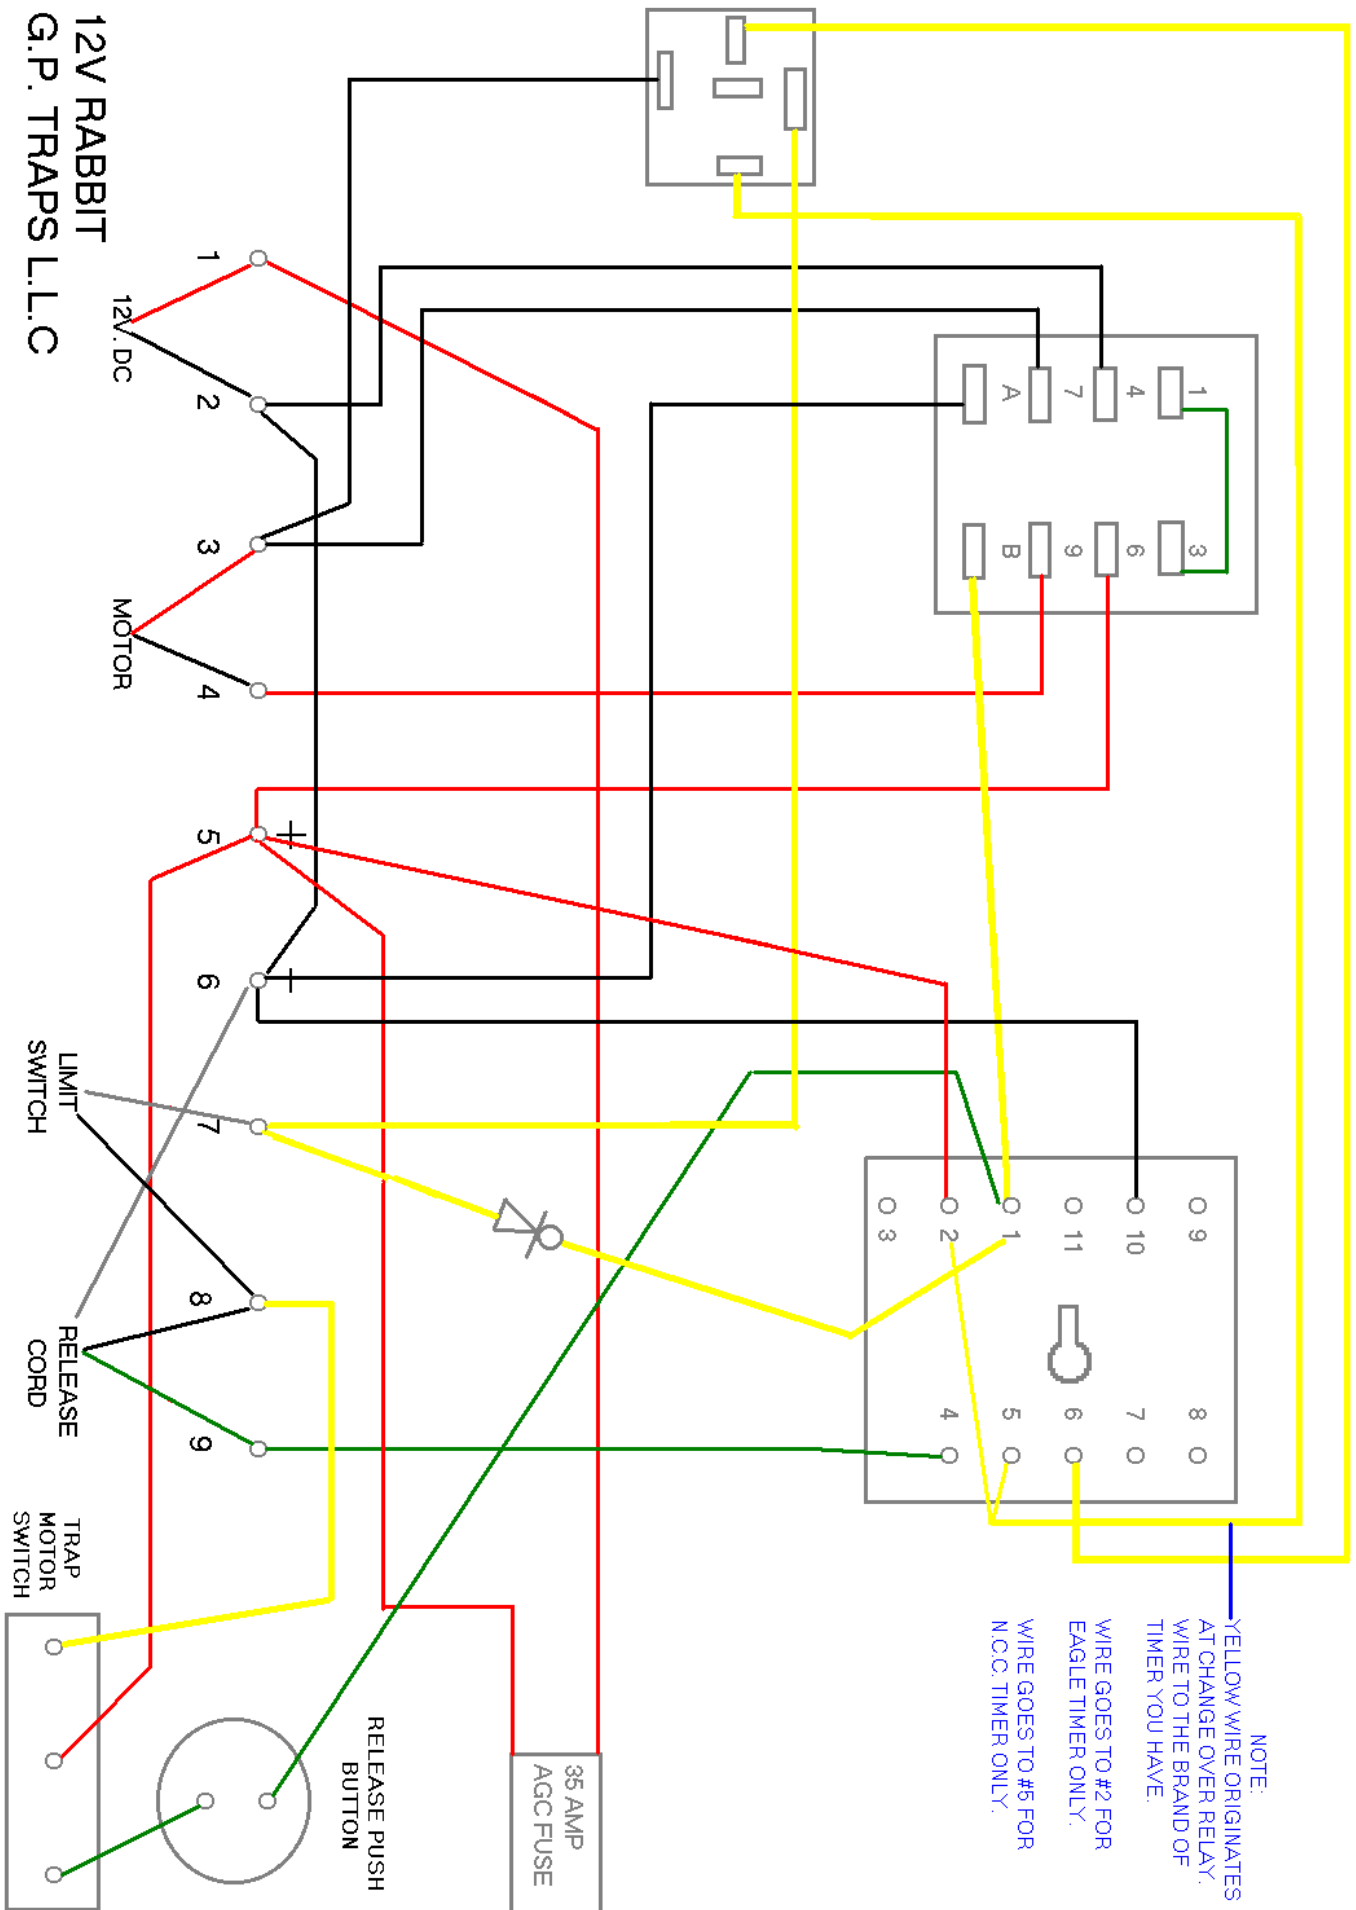 12V RABBIT
G.P. TRAPS L.L.C
1
2
3
4
5
6
7
8
9
+
12V. DC
MOTOR
LIMIT
SWITCH
RELEASE
CORD
TRAP
MOTOR
SWITCH
1
4
7
A
3
6
9
B
9
10
11
1
2
3
8
7
6
5
4
RELEASE PUSH
BUTTON
35 AMP
AGC FUSE
NOTE:
YELLOW WIRE ORIGINATES
AT CHANGE OVER RELAY.
WIRE TO THE BRAND OF
TIMER YOU HAVE.
WIRE GOES TO #2 FOR
EAGLE TIMER ONLY.
WIRE GOES TO #5 FOR
N.C.C. TIMER ONLY.